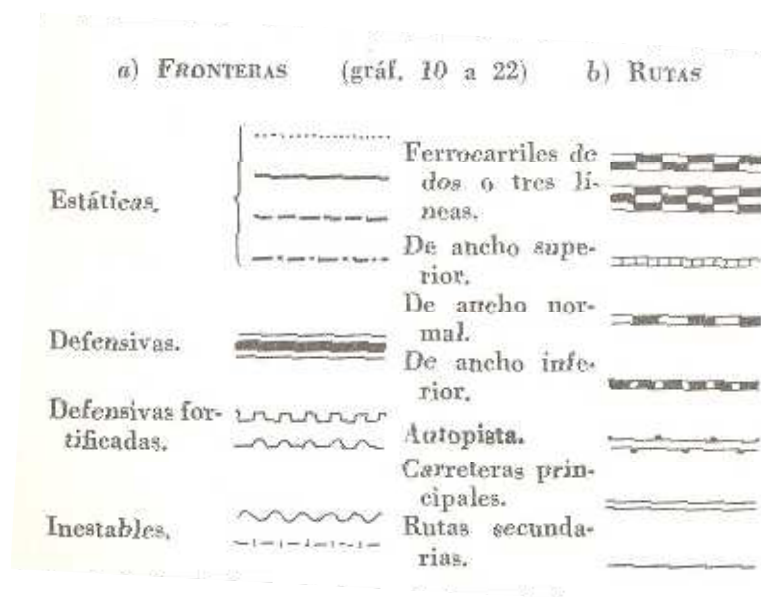 a) FRONTERAS (gráf. 10 a 22)
Estáticas.
Defensivas.
Defensivas for-
tificadas.
Inestables.
b) RUTAS
Ferrocarriles de
dos o tres lí-
neas.
De ancho supe-
rior.
De ancho nor-
mal.
De ancho infe-
rior.
Autopista.
Carreteras prin-
cipales.
Rutas secunda-
rias.